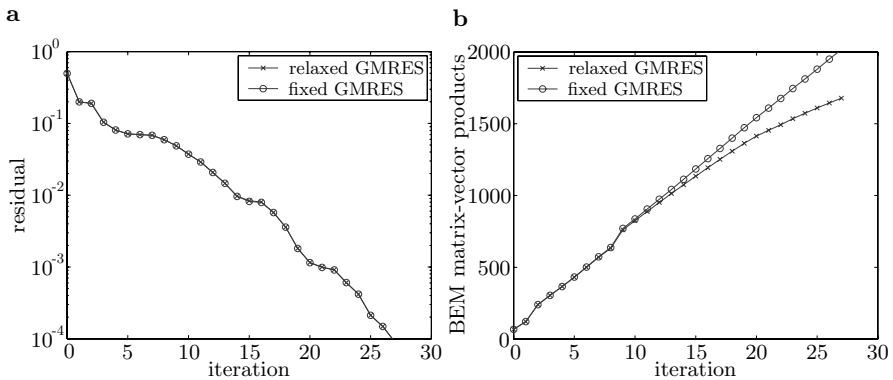 a
10^0
10^-1
10^-2
10^-3
10^-4
residual
0 5 10 15 20 25 30
iteration
relaxed GMRES
fixed GMRES
b
2000
1500
1000
500
0
BEM matrix-vector products
0 5 10 15 20 25 30
iteration
relaxed GMRES
fixed GMRES